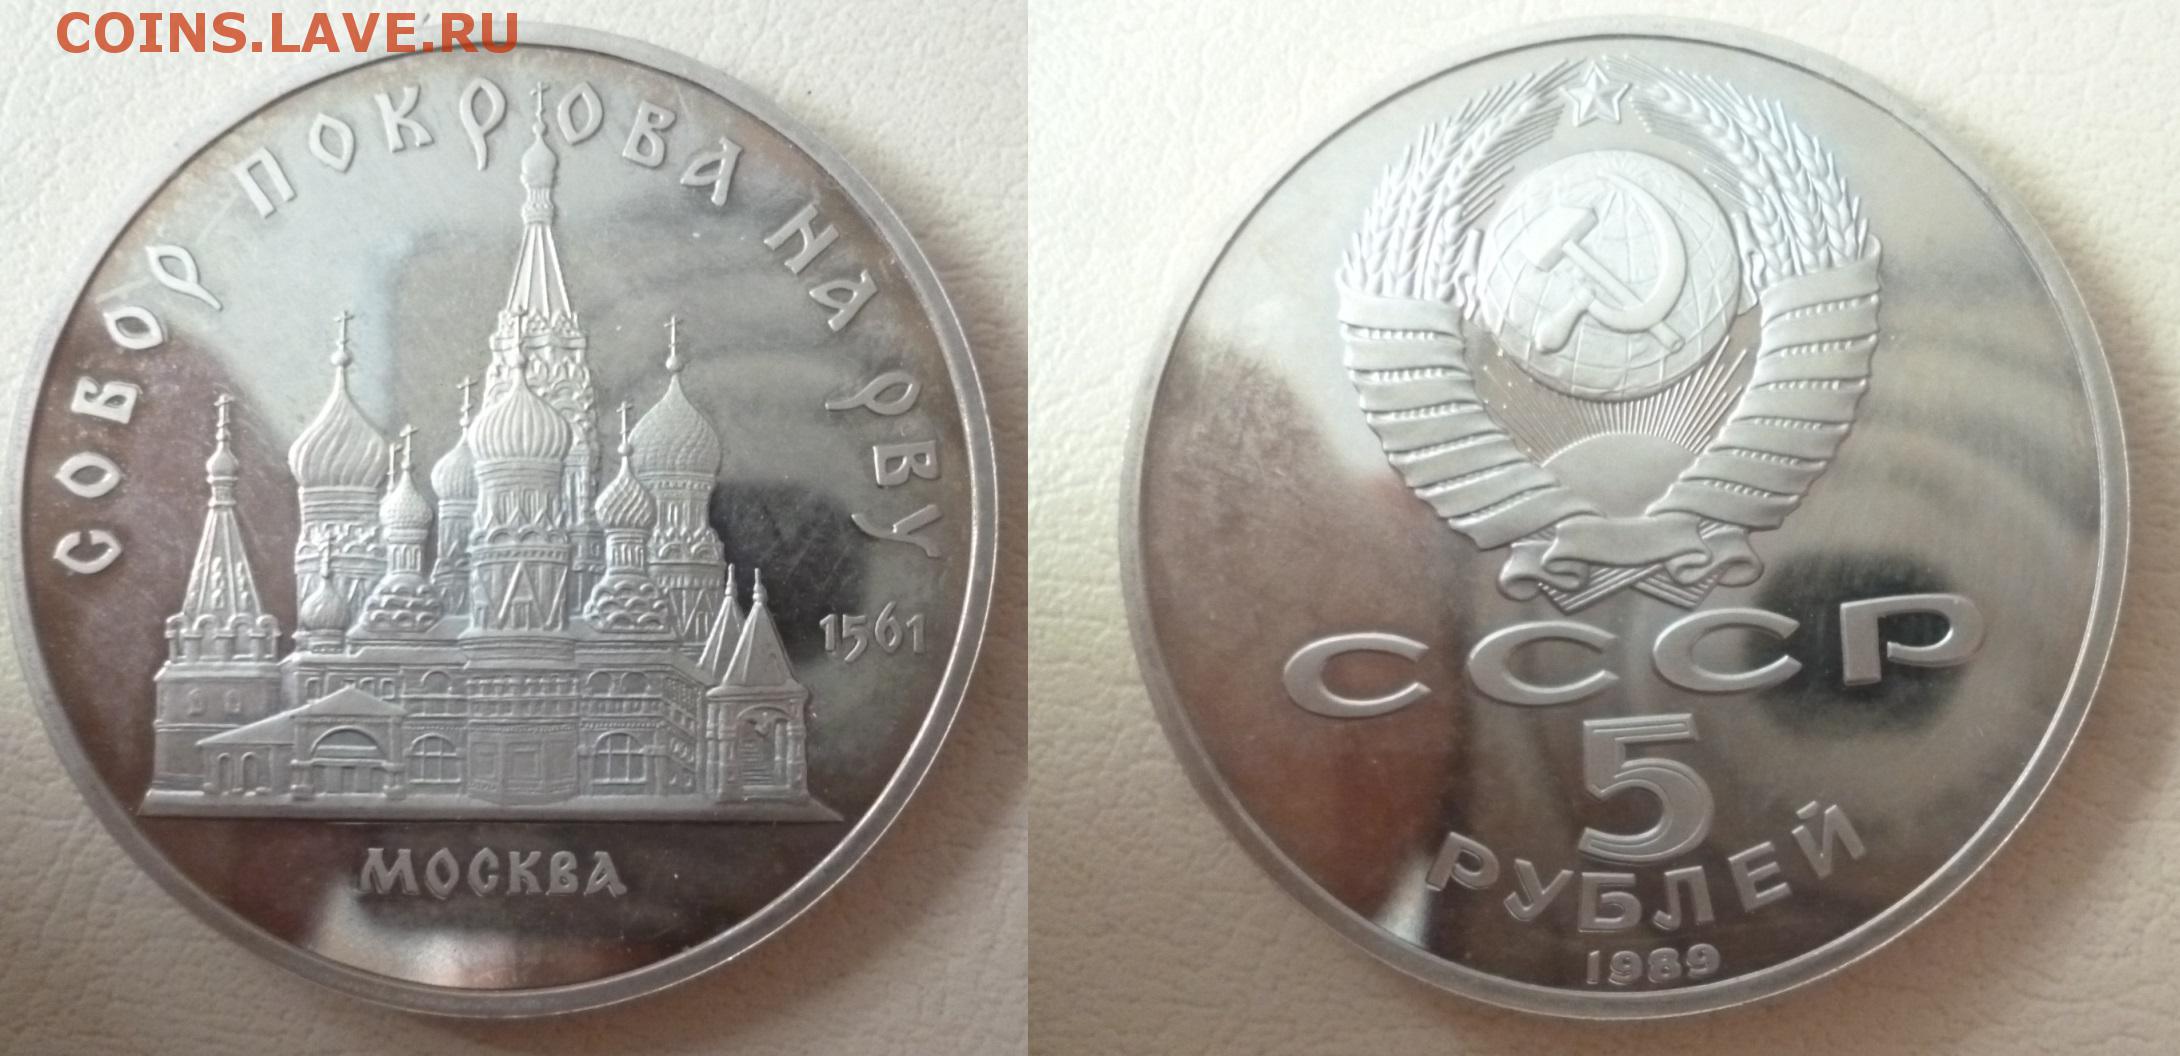 COINS.LAVE.RU
СОБОР ПОКРОВА НА РВУ
1561
МОСКВА
СССР
5
РУБЛЕЙ
1989